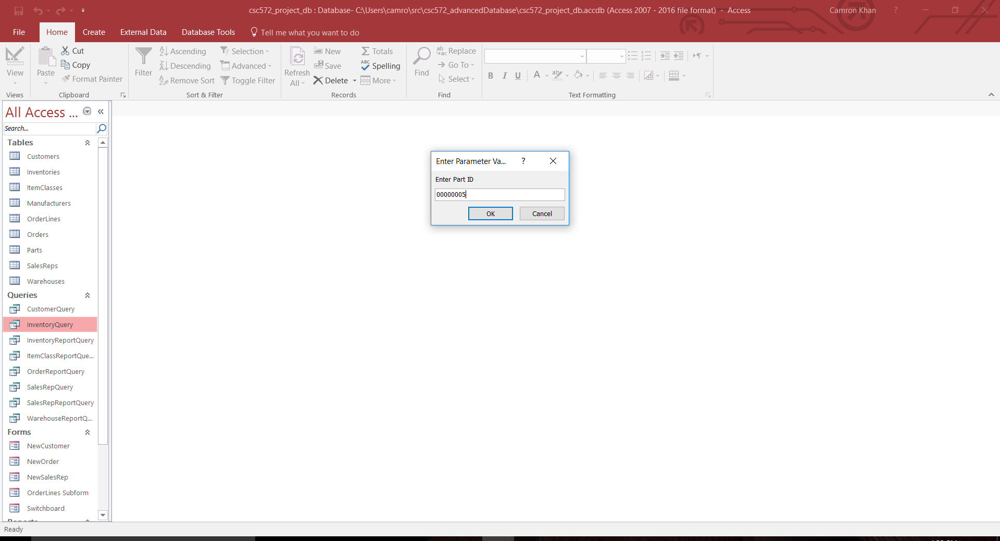 csc572_project_db : Database- C:\Users\camro\src\csc572_advancedDatabase\csc572_project_db.accdb (Access 2007 - 2016 file format) - Access
Camron Khan
?
File
Home
Create
External Data
Database Tools
Tell me what you want to do
View
Views
Paste
Cut
Copy
Format Painter
Clipboard
Filter
Ascending
Descending
Remove Sort
Selection
Advanced
Toggle Filter
Sort & Filter
Refresh
All
New
Save
Delete
Totals
Spelling
More
Records
Find
Replace
Go To
Select
Find
B I U A
Text Formatting
All Access ...
Search...
Tables
Customers
Inventories
ItemClasses
Manufacturers
OrderLines
Orders
Parts
SalesReps
Warehouses
Queries
CustomerQuery
InventoryQuery
InventoryReportQuery
ItemClassReportQue...
OrderReportQuery
SalesRepQuery
SalesRepReportQuery
WarehouseReportQ...
Forms
NewCustomer
NewOrder
NewSalesRep
OrderLines Subform
Switchboard
Reports
Enter Parameter Va...
?
Enter Part ID
00000005
OK
Cancel
Ready